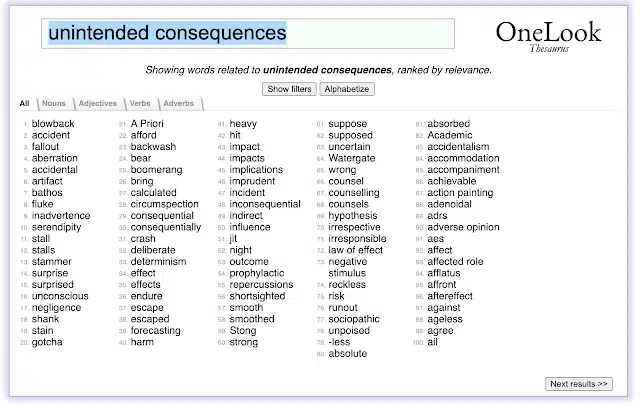 unintended consequences
OneLook
Thesaurus
Showing words related to unintended consequences, ranked by relevance.
Show filters Alphabetize
All Nouns Adjectives Verbs Adverbs
1. blowback
2. accident
3. fallout
4. aberration
5. accidental
6. artifact
7. bathos
8. fluke
9. inadvertence
10. serendipity
11. stall
12. stalls
13. stammer
14. surprise
15. surprised
16. unconscious
17. negligence
18. shank
19. stain
20. gotcha
21. A Priori
22. afford
23. backwash
24. bear
25. boomerang
26. bring
27. calculated
28. circumspection
29. consequential
30. consequentially
31. crash
32. deliberate
33. determinism
34. effect
35. effects
36. endure
37. escape
38. escaped
39. forecasting
40. harm
41. heavy
42. hit
43. impact
44. impacts
45. implications
46. imprudent
47. incident
48. inconsequential
49. indirect
50. influence
51. jit
52. night
53. outcome
54. prophylactic
55. repercussions
56. shortsighted
57. smooth
58. smoothed
59. Stong
60. strong
61. suppose
62. supposed
63. uncertain
64. Watergate
65. wrong
66. counsel
67. counselling
68. counsels
69. hypothesis
70. irrespective
71. irresponsible
72. law of effect
73. negative
stimulus
74. reckless
75. risk
76. runout
77. sociopathic
78. unpoised
79. -less
80. absolute
81. absorbed
82. Academic
83. accidentalism
84. accommodation
85. accompaniment
86. achievable
87. action painting
88. adenoidal
89. adrs
90. adverse opinion
91. aes
92. affect
93. affected role
94. afflatus
95. affront
96. aftereffect
97. against
98. ageless
99. agree
100. ail
Next results >>